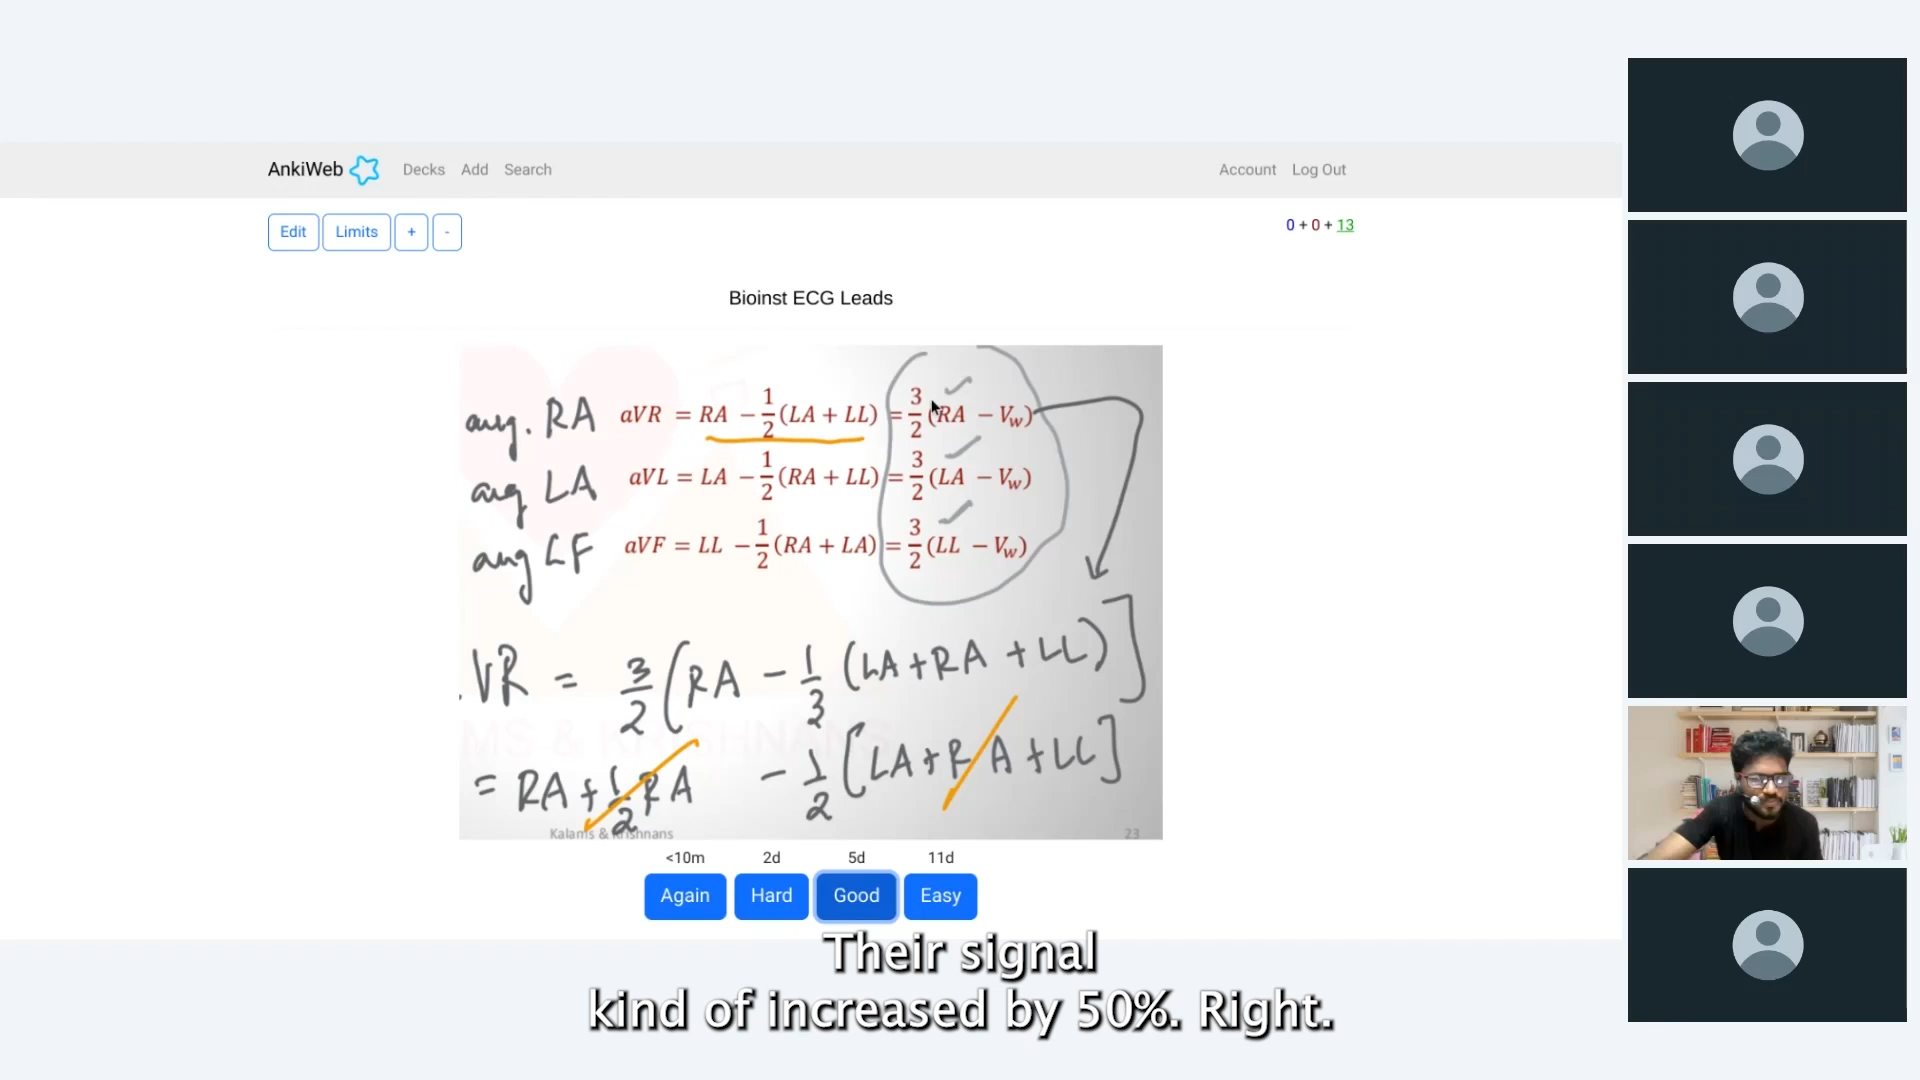 AnkiWeb Decks Add Search Account Log Out
Edit Limits + - 0 + 0 + 13
Bioinst ECG Leads
aug. RA aVR = RA − 1/2 (LA + LL) = 3/2 (RA − Vw)
aug LA aVL = LA − 1/2 (RA + LL) = 3/2 (LA − Vw)
aug LF aVF = LL − 1/2 (RA + LA) = 3/2 (LL − Vw)
VR = 3/2 (RA − 1/3 (LA+RA+LL)]
= RA + 1/2 RA − 1/2 [LA+RA+LL]
Kalams & Krishnans 23
<10m 2d 5d 11d
Again Hard Good Easy
Their signal
kind of increased by 50%. Right.